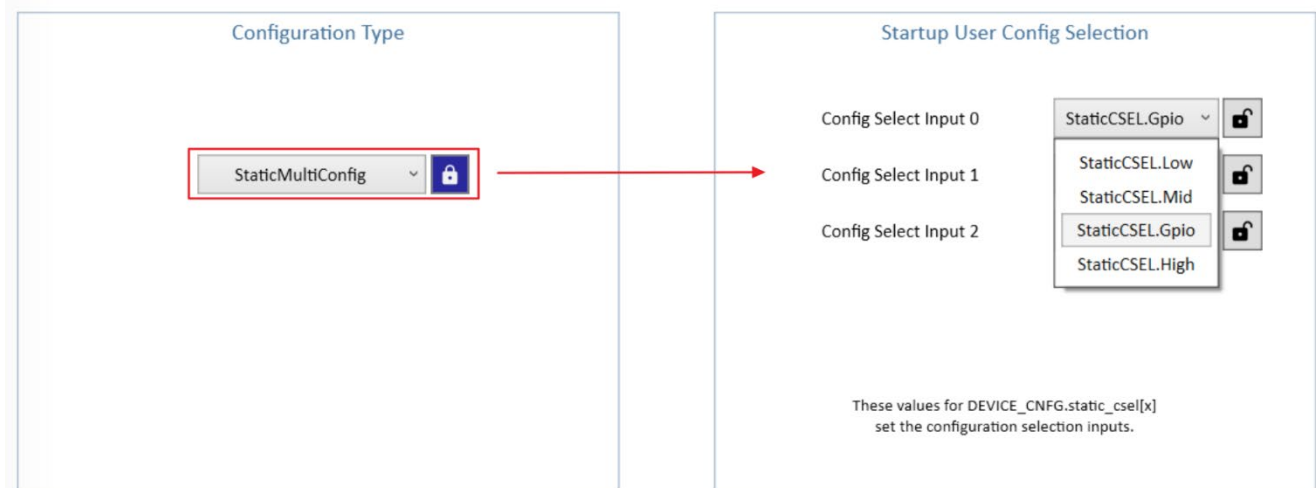 Configuration Type
StaticMultiConfig
Startup User Config Selection
Config Select Input 0
StaticCSEL.Gpio
StaticCSEL.Low
Config Select Input 1
StaticCSEL.Mid
Config Select Input 2
StaticCSEL.Gpio
StaticCSEL.High
These values for DEVICE_CNFG.static_csel[x]
set the configuration selection inputs.